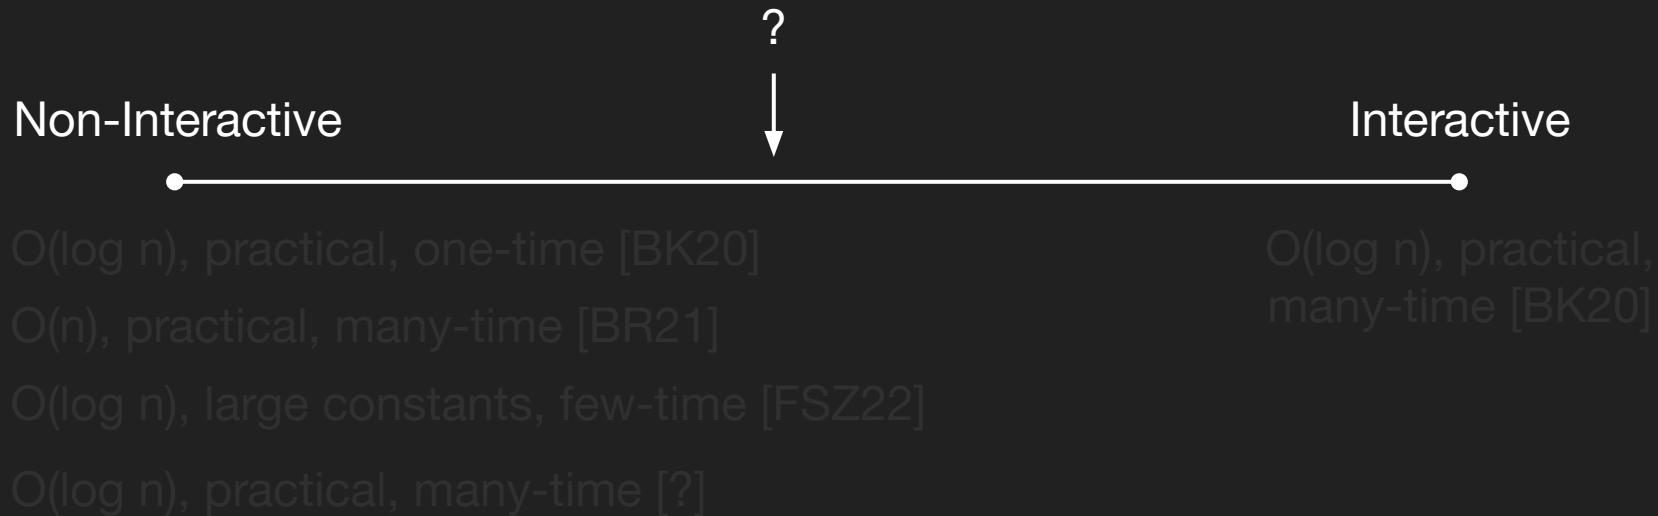 ?
Non-Interactive
Interactive
O(log n), practical, one-time [BK20]
O(n), practical, many-time [BR21]
O(log n), large constants, few-time [FSZ22]
O(log n), practical, many-time [?]
O(log n), practical,
many-time [BK20]